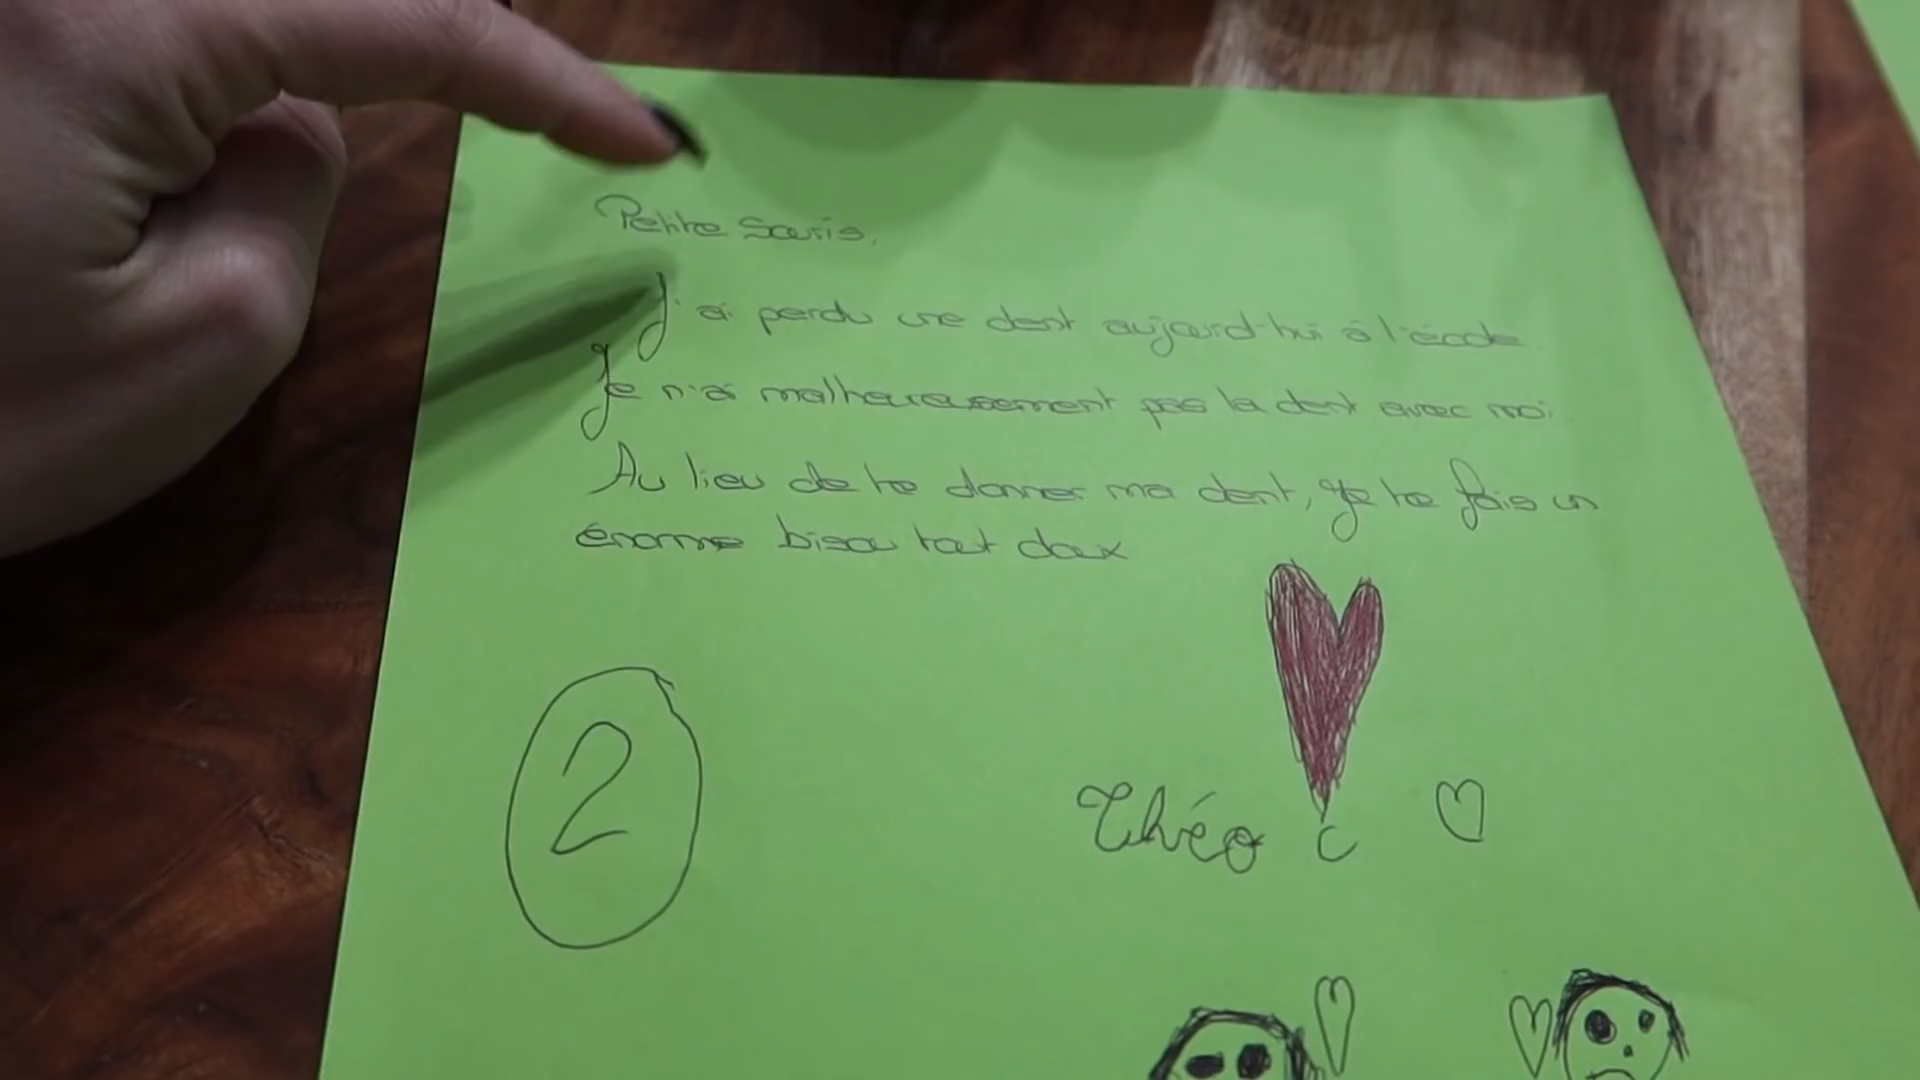 Petite Souris,
J'ai perdu une dent aujourd'hui à l'école.
Je n'ai malheureusement pas la dent avec moi.
Au lieu de te donner ma dent, je te fais un
énorme bisou tout doux
2
Théo C